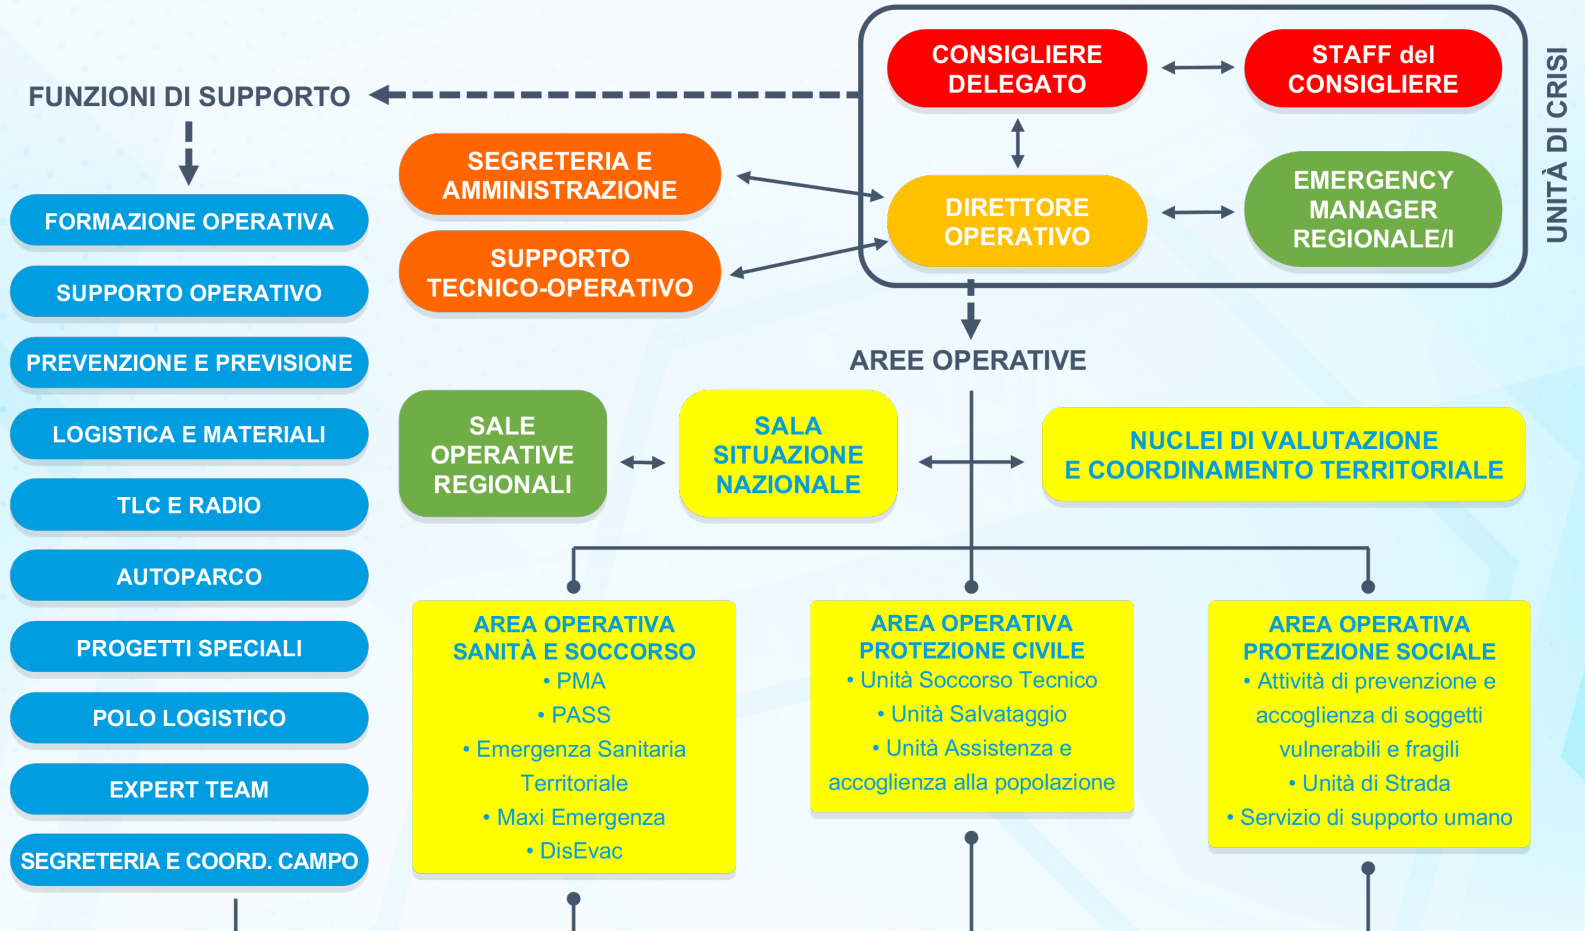 CONSIGLIERE
DELEGATO
STAFF del
CONSIGLIERE
UNITÀ DI CRISI
FUNZIONI DI SUPPORTO
SEGRETERIA E
AMMINISTRAZIONE
DIRETTORE
OPERATIVO
EMERGENCY
MANAGER
REGIONALE/I
SUPPORTO
TECNICO-OPERATIVO
FORMAZIONE OPERATIVA
SUPPORTO OPERATIVO
PREVENZIONE E PREVISIONE
LOGISTICA E MATERIALI
TLC E RADIO
AUTOPARCO
PROGETTI SPECIALI
POLO LOGISTICO
EXPERT TEAM
SEGRETERIA E COORD. CAMPO
AREE OPERATIVE
SALE
OPERATIVE
REGIONALI
SALA
SITUAZIONE
NAZIONALE
NUCLEI DI VALUTAZIONE
E COORDINAMENTO TERRITORIALE
AREA OPERATIVA
SANITÀ E SOCCORSO
• PMA
• PASS
• Emergenza Sanitaria
Territoriale
• Maxi Emergenza
• DisEvac
AREA OPERATIVA
PROTEZIONE CIVILE
• Unità Soccorso Tecnico
• Unità Salvataggio
• Unità Assistenza e
accoglienza alla popolazione
AREA OPERATIVA
PROTEZIONE SOCIALE
• Attività di prevenzione e
accoglienza di soggetti
vulnerabili e fragili
• Unità di Strada
• Servizio di supporto umano